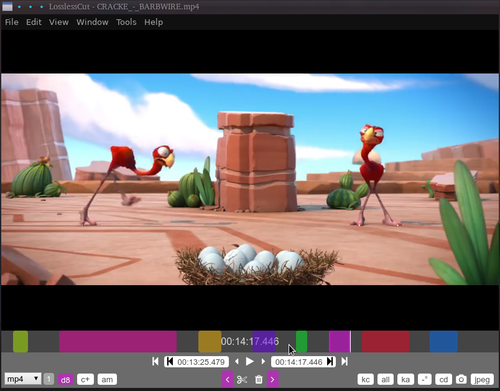 LosslessCut - CRACKE_-_BARBWIRE.mp4
File Edit View Window Tools Help
00:14:17.446
00:13:25.479 00:14:17.446
mp4 1 d8 c+ am kc all ka -" cd jpeg